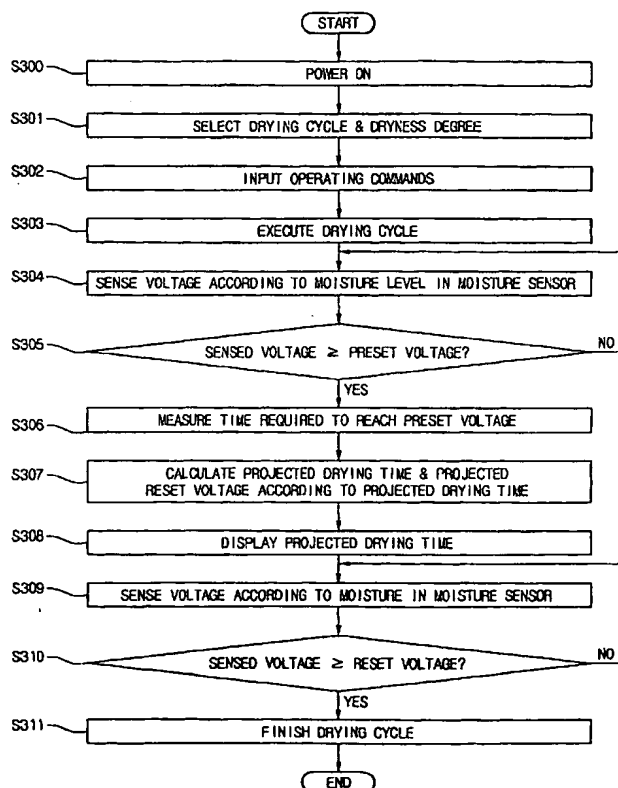 START
S300
POWER ON
S301
SELECT DRYING CYCLE & DRYNESS DEGREE
S302
INPUT OPERATING COMMANDS
S303
EXECUTE DRYING CYCLE
S304
SENSE VOLTAGE ACCORDING TO MOISTURE LEVEL IN MOISTURE SENSOR
S305
SENSED VOLTAGE ≥ PRESET VOLTAGE?
NO
YES
S306
MEASURE TIME REQUIRED TO REACH PRESET VOLTAGE
S307
CALCULATE PROJECTED DRYING TIME & PROJECTED
RESET VOLTAGE ACCORDING TO PROJECTED DRYING TIME
S308
DISPLAY PROJECTED DRYING TIME
S309
SENSE VOLTAGE ACCORDING TO MOISTURE IN MOISTURE SENSOR
S310
SENSED VOLTAGE ≥ RESET VOLTAGE?
NO
YES
S311
FINISH DRYING CYCLE
END